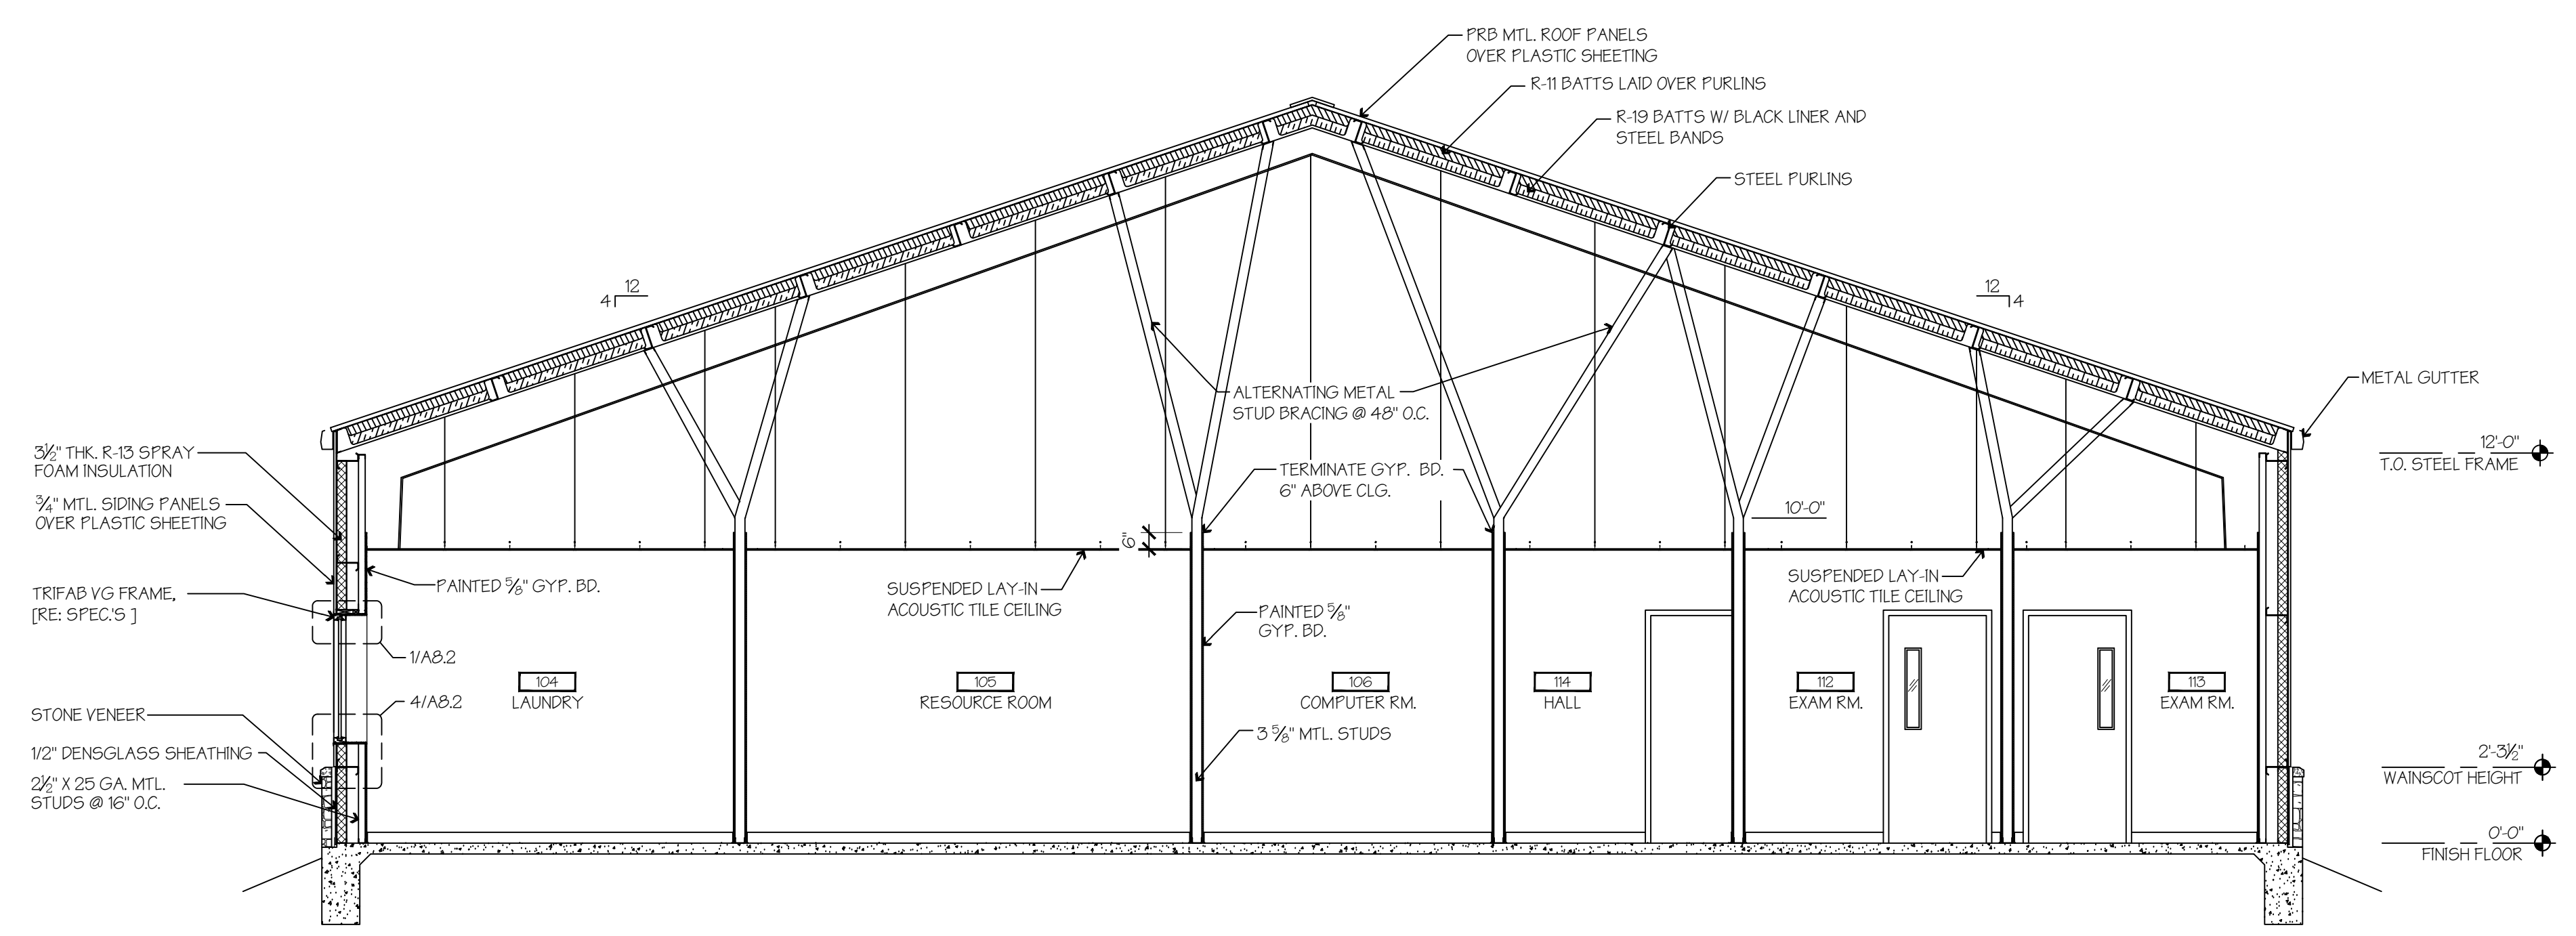 PRB MTL. ROOF PANELS
OVER PLASTIC SHEETING
R-11 BATTS LAID OVER PURLINS
R-19 BATTS W/ BLACK LINER AND
STEEL BANDS
STEEL PURLINS
12
4
12
4
METAL GUTTER
ALTERNATING METAL
STUD BRACING @ 48" O.C.
12'-0"
T.O. STEEL FRAME
3½" THK. R-13 SPRAY
FOAM INSULATION
¾" MTL. SIDING PANELS
OVER PLASTIC SHEETING
TERMINATE GYP. BD.
6" ABOVE CLG.
10'-0"
6"
TRIFAB VG FRAME,
[RE: SPEC.'S ]
PAINTED ⅝" GYP. BD.
SUSPENDED LAY-IN
ACOUSTIC TILE CEILING
SUSPENDED LAY-IN
ACOUSTIC TILE CEILING
PAINTED ⅝"
GYP. BD.
1/A8.2
4/A8.2
104
LAUNDRY
105
RESOURCE ROOM
106
COMPUTER RM.
114
HALL
112
EXAM RM.
113
EXAM RM.
STONE VENEER
1/2" DENSGLASS SHEATHING
2½" X 25 GA. MTL.
STUDS @ 16" O.C.
3 ⅝" MTL. STUDS
2'-3½"
WAINSCOT HEIGHT
0'-0"
FINISH FLOOR